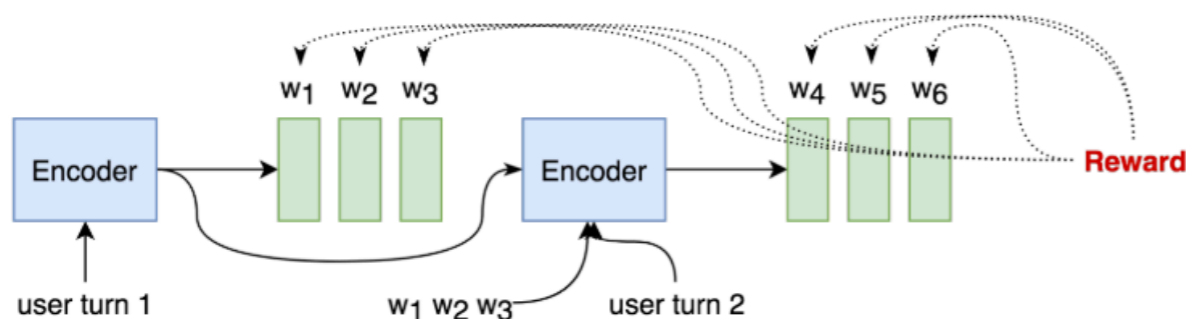 w1 w2 w3 w4 w5 w6
Encoder Encoder Reward
user turn 1 w1 w2 w3 user turn 2